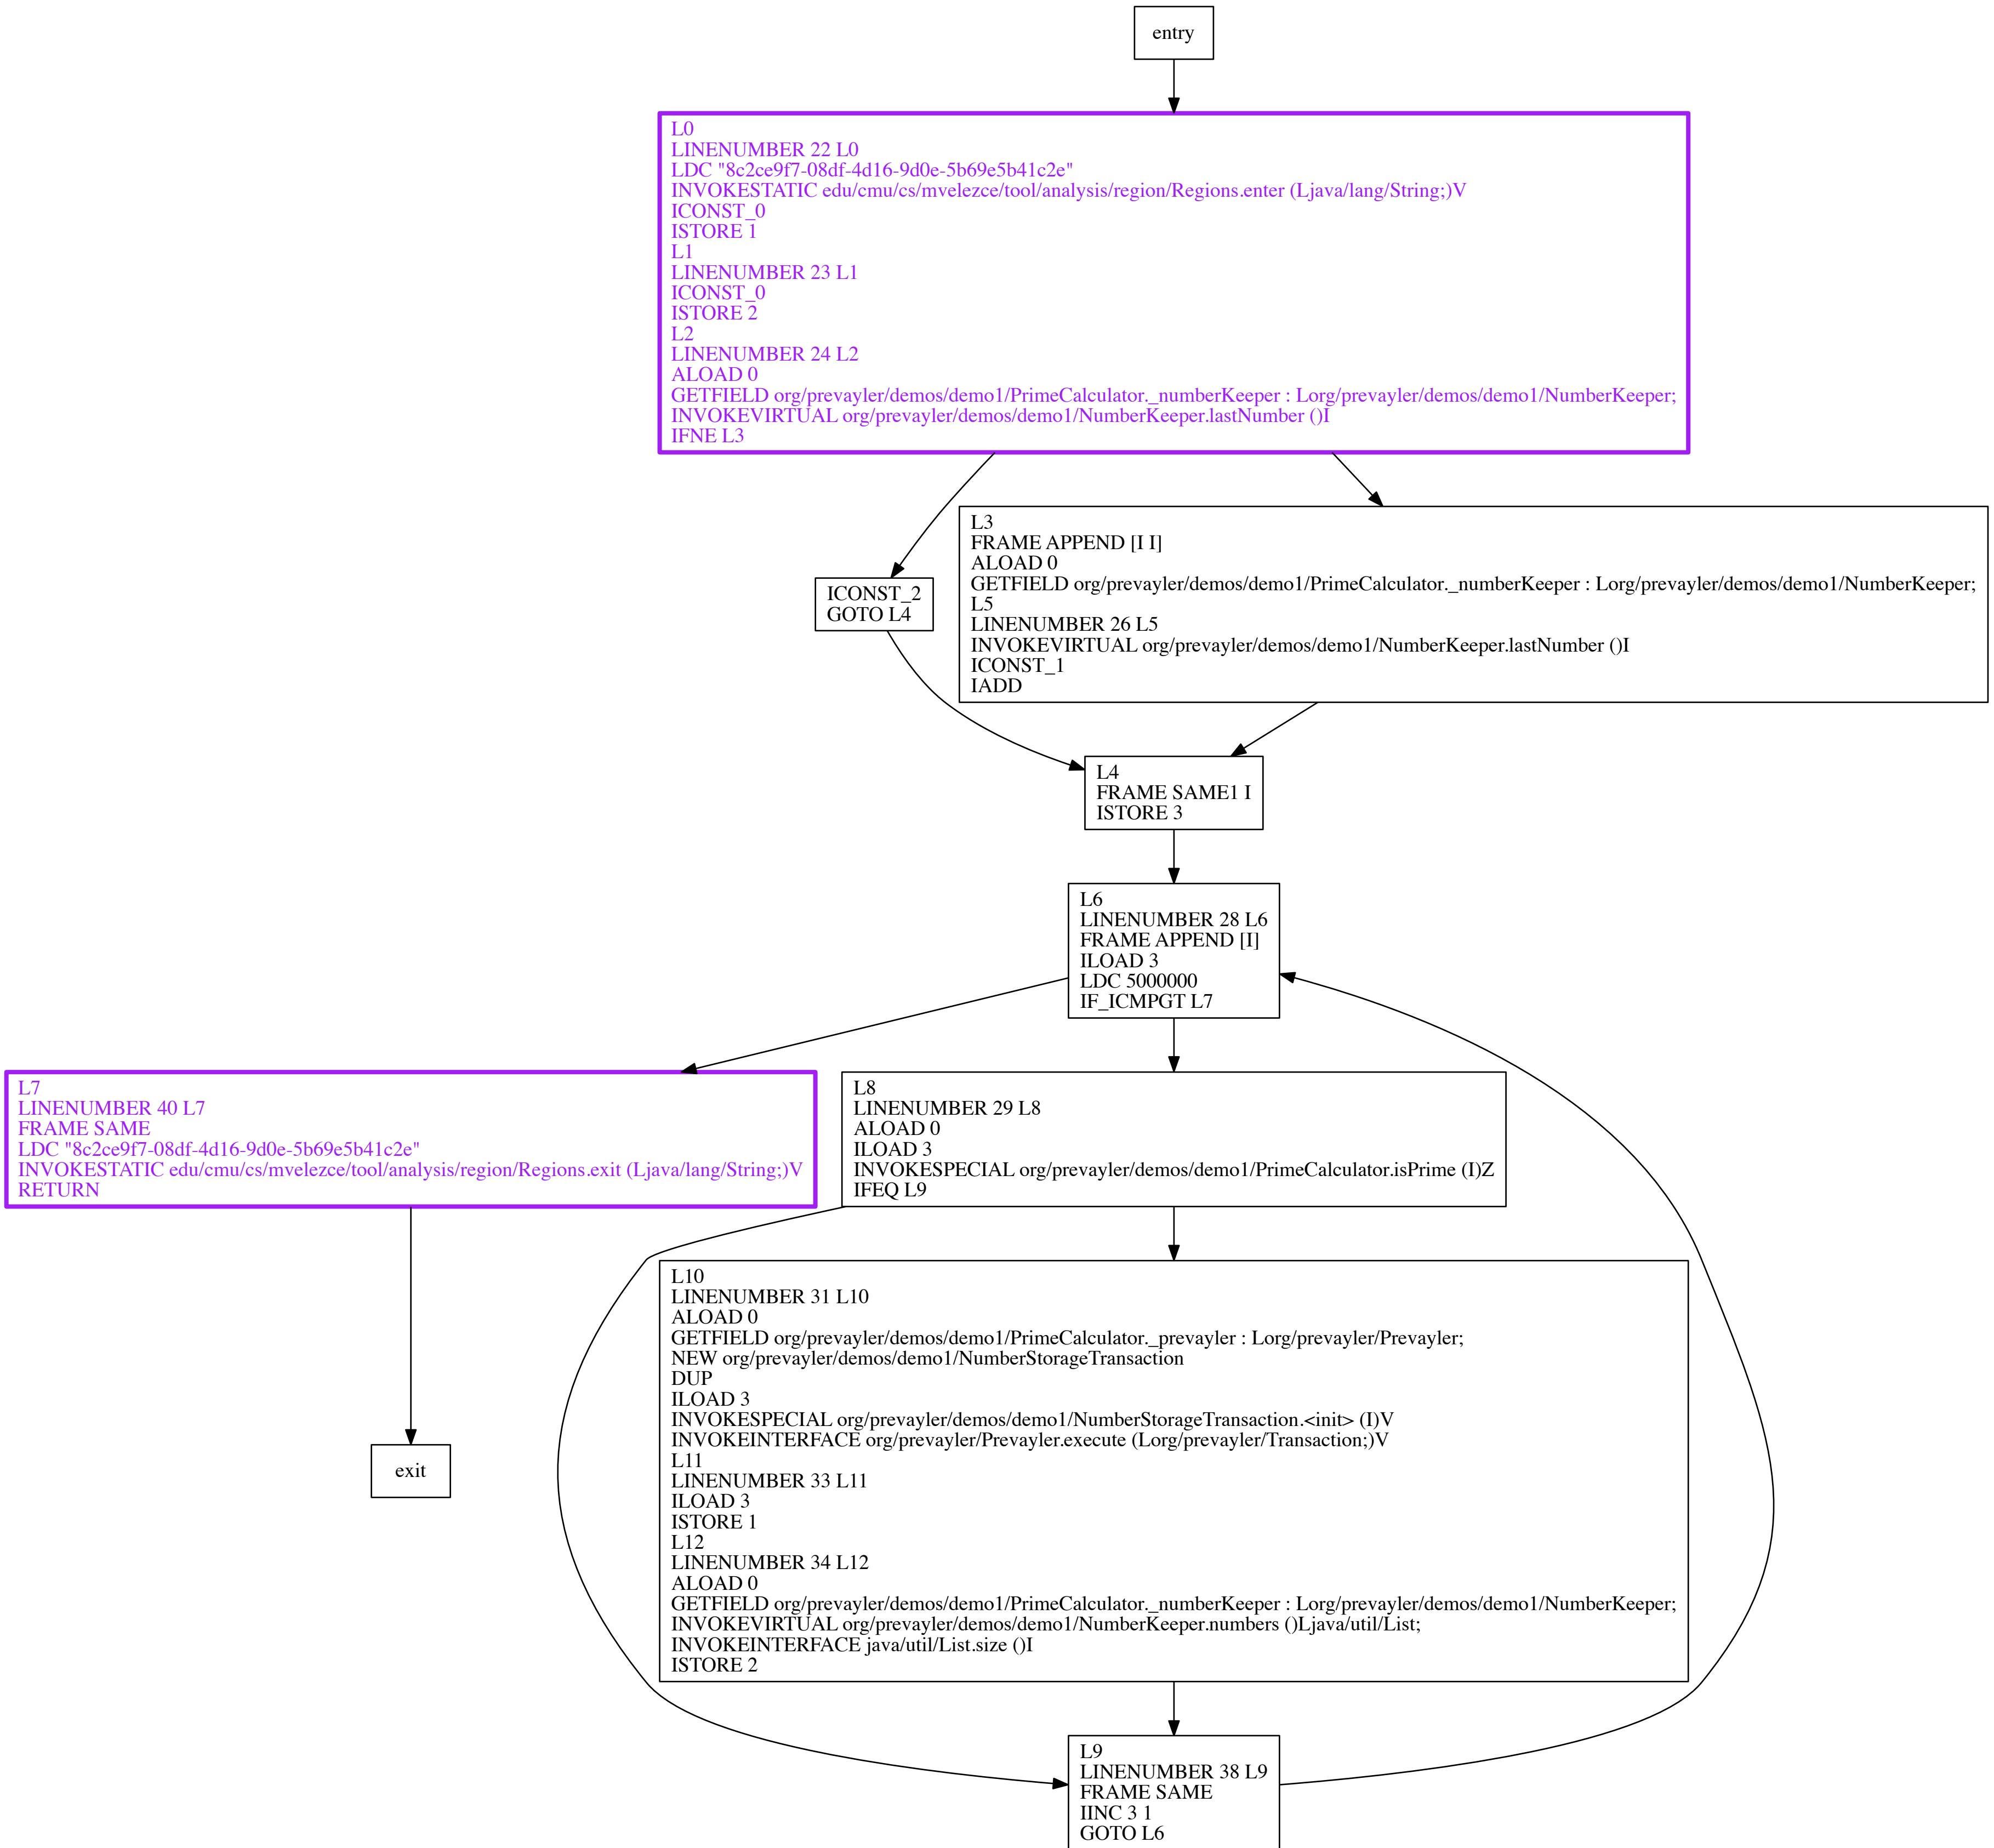 entry
L0
LINENUMBER 22 L0
LDC "8c2ce9f7-08df-4d16-9d0e-5b69e5b41c2e"
INVOKESTATIC edu/cmu/cs/mvelezce/tool/analysis/region/Regions.enter (Ljava/lang/String;)V
ICONST_0
ISTORE 1
L1
LINENUMBER 23 L1
ICONST_0
ISTORE 2
L2
LINENUMBER 24 L2
ALOAD 0
GETFIELD org/prevayler/demos/demo1/PrimeCalculator._numberKeeper : Lorg/prevayler/demos/demo1/NumberKeeper;
INVOKEVIRTUAL org/prevayler/demos/demo1/NumberKeeper.lastNumber ()I
IFNE L3
ICONST_2
GOTO L4
L3
FRAME APPEND [I I]
ALOAD 0
GETFIELD org/prevayler/demos/demo1/PrimeCalculator._numberKeeper : Lorg/prevayler/demos/demo1/NumberKeeper;
L5
LINENUMBER 26 L5
INVOKEVIRTUAL org/prevayler/demos/demo1/NumberKeeper.lastNumber ()I
ICONST_1
IADD
L4
FRAME SAME1 I
ISTORE 3
L6
LINENUMBER 28 L6
FRAME APPEND [I]
ILOAD 3
LDC 5000000
IF_ICMPGT L7
L7
LINENUMBER 40 L7
FRAME SAME
LDC "8c2ce9f7-08df-4d16-9d0e-5b69e5b41c2e"
INVOKESTATIC edu/cmu/cs/mvelezce/tool/analysis/region/Regions.exit (Ljava/lang/String;)V
RETURN
L8
LINENUMBER 29 L8
ALOAD 0
ILOAD 3
INVOKESPECIAL org/prevayler/demos/demo1/PrimeCalculator.isPrime (I)Z
IFEQ L9
L10
LINENUMBER 31 L10
ALOAD 0
GETFIELD org/prevayler/demos/demo1/PrimeCalculator._prevayler : Lorg/prevayler/Prevayler;
NEW org/prevayler/demos/demo1/NumberStorageTransaction
DUP
ILOAD 3
INVOKESPECIAL org/prevayler/demos/demo1/NumberStorageTransaction.<init> (I)V
INVOKEINTERFACE org/prevayler/Prevayler.execute (Lorg/prevayler/Transaction;)V
L11
LINENUMBER 33 L11
ILOAD 3
ISTORE 1
L12
LINENUMBER 34 L12
ALOAD 0
GETFIELD org/prevayler/demos/demo1/PrimeCalculator._numberKeeper : Lorg/prevayler/demos/demo1/NumberKeeper;
INVOKEVIRTUAL org/prevayler/demos/demo1/NumberKeeper.numbers ()Ljava/util/List;
INVOKEINTERFACE java/util/List.size ()I
ISTORE 2
exit
L9
LINENUMBER 38 L9
FRAME SAME
IINC 3 1
GOTO L6